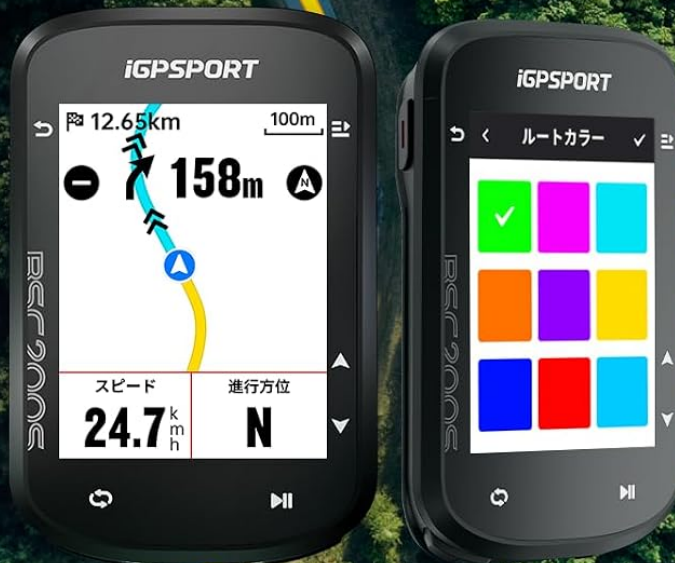 iGPSPORT
12.65km
100m
158m
N
スピード
24.7 kmh
進行方位
N
BSC200S
iGPSPORT
ルートカラー
BSC200S